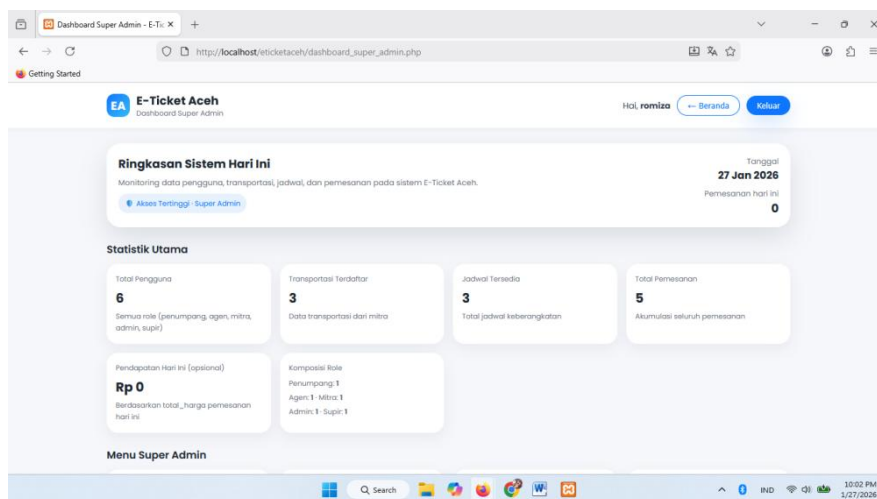 Dashboard Super Admin - E-Tic
http://localhost/eticketaceh/dashboard_super_admin.php
Getting Started
EA
E-Ticket Aceh
Dashboard Super Admin
Hai, romiza
← Beranda
Keluar
Ringkasan Sistem Hari Ini
Monitoring data pengguna, transportasi, jadwal, dan pemesanan pada sistem E-Ticket Aceh.
Akses Tertinggi · Super Admin
Tanggal
27 Jan 2026
Pemesanan hari ini
0
Statistik Utama
Total Pengguna
6
Semua role (penumpang, agen, mitra,
admin, supir)
Transportasi Terdaftar
3
Data transportasi dari mitra
Jadwal Tersedia
3
Total jadwal keberangkatan
Total Pemesanan
5
Akumulasi seluruh pemesanan
Pendapatan Hari Ini (opsional)
Rp 0
Berdasarkan total_harga pemesanan
hari ini
Komposisi Role
Penumpang: 1
Agen: 1 · Mitra: 1
Admin: 1 · Supir: 1
Menu Super Admin
Search
IND
10:02 PM
1/27/2026